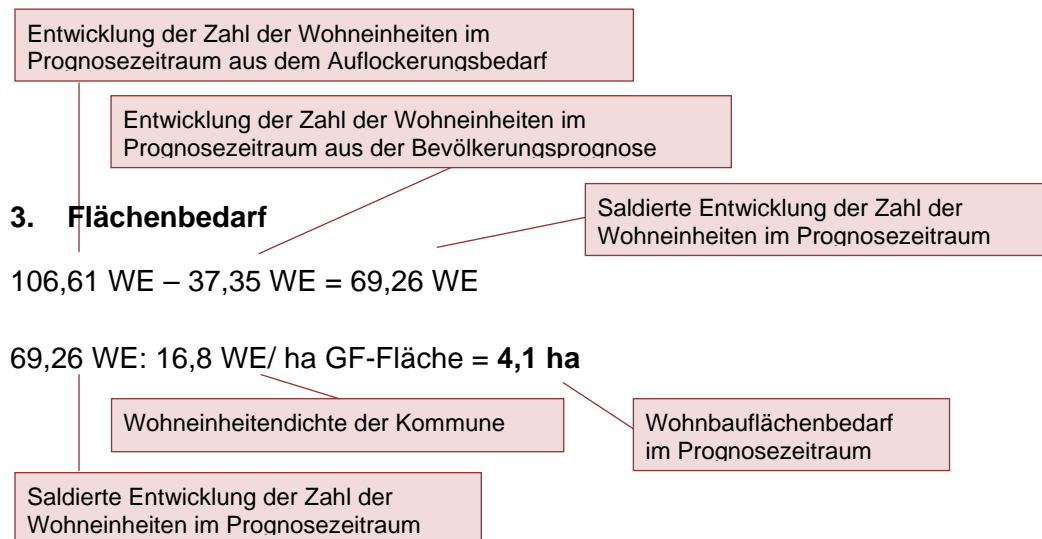 Entwicklung der Zahl der Wohneinheiten im
Prognosezeitraum aus dem Auflockerungsbedarf
Entwicklung der Zahl der Wohneinheiten im
Prognosezeitraum aus der Bevölkerungsprognose
3. Flächenbedarf
Saldierte Entwicklung der Zahl der
Wohneinheiten im Prognosezeitraum
106,61 WE – 37,35 WE = 69,26 WE
69,26 WE: 16,8 WE/ ha GF-Fläche = 4,1 ha
Wohneinheitendichte der Kommune
Wohnbauflächenbedarf
im Prognosezeitraum
Saldierte Entwicklung der Zahl der
Wohneinheiten im Prognosezeitraum